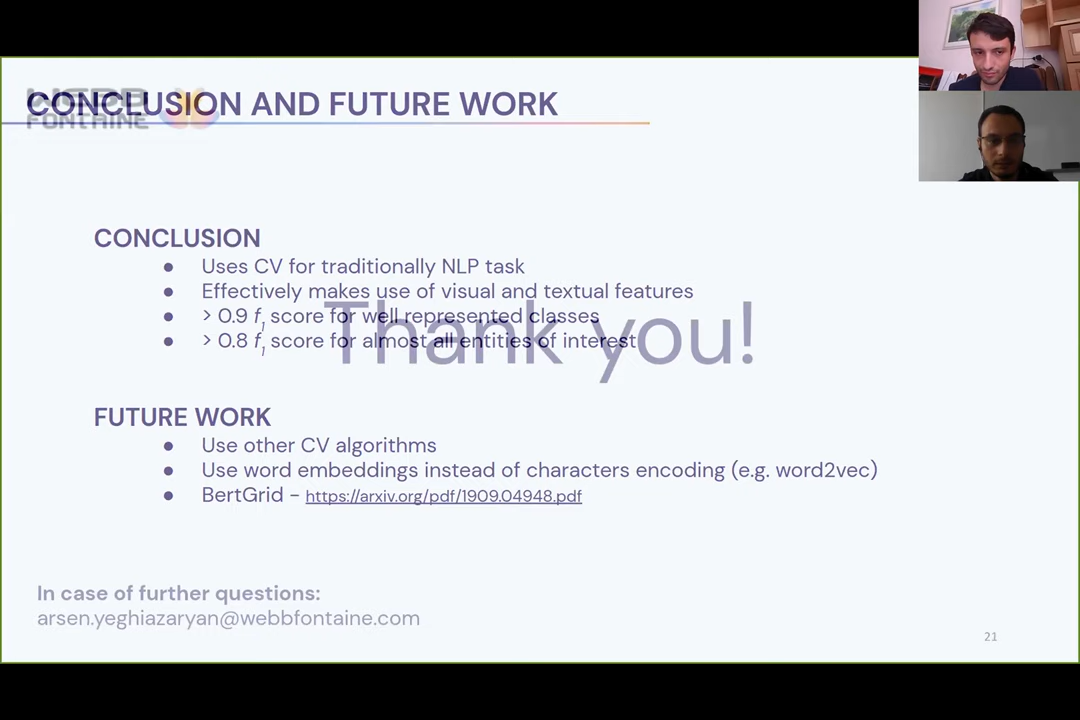 WEBB
FONTAINE
CONCLUSION AND FUTURE WORK
CONCLUSION
● Uses CV for traditionally NLP task
● Effectively makes use of visual and textual features
● > 0.9 f1 score for well represented classes
● > 0.8 f1 score for almost all entities of interest
Thank you!
FUTURE WORK
● Use other CV algorithms
● Use word embeddings instead of characters encoding (e.g. word2vec)
● BertGrid – https://arxiv.org/pdf/1909.04948.pdf
In case of further questions:
arsen.yeghiazaryan@webbfontaine.com
21